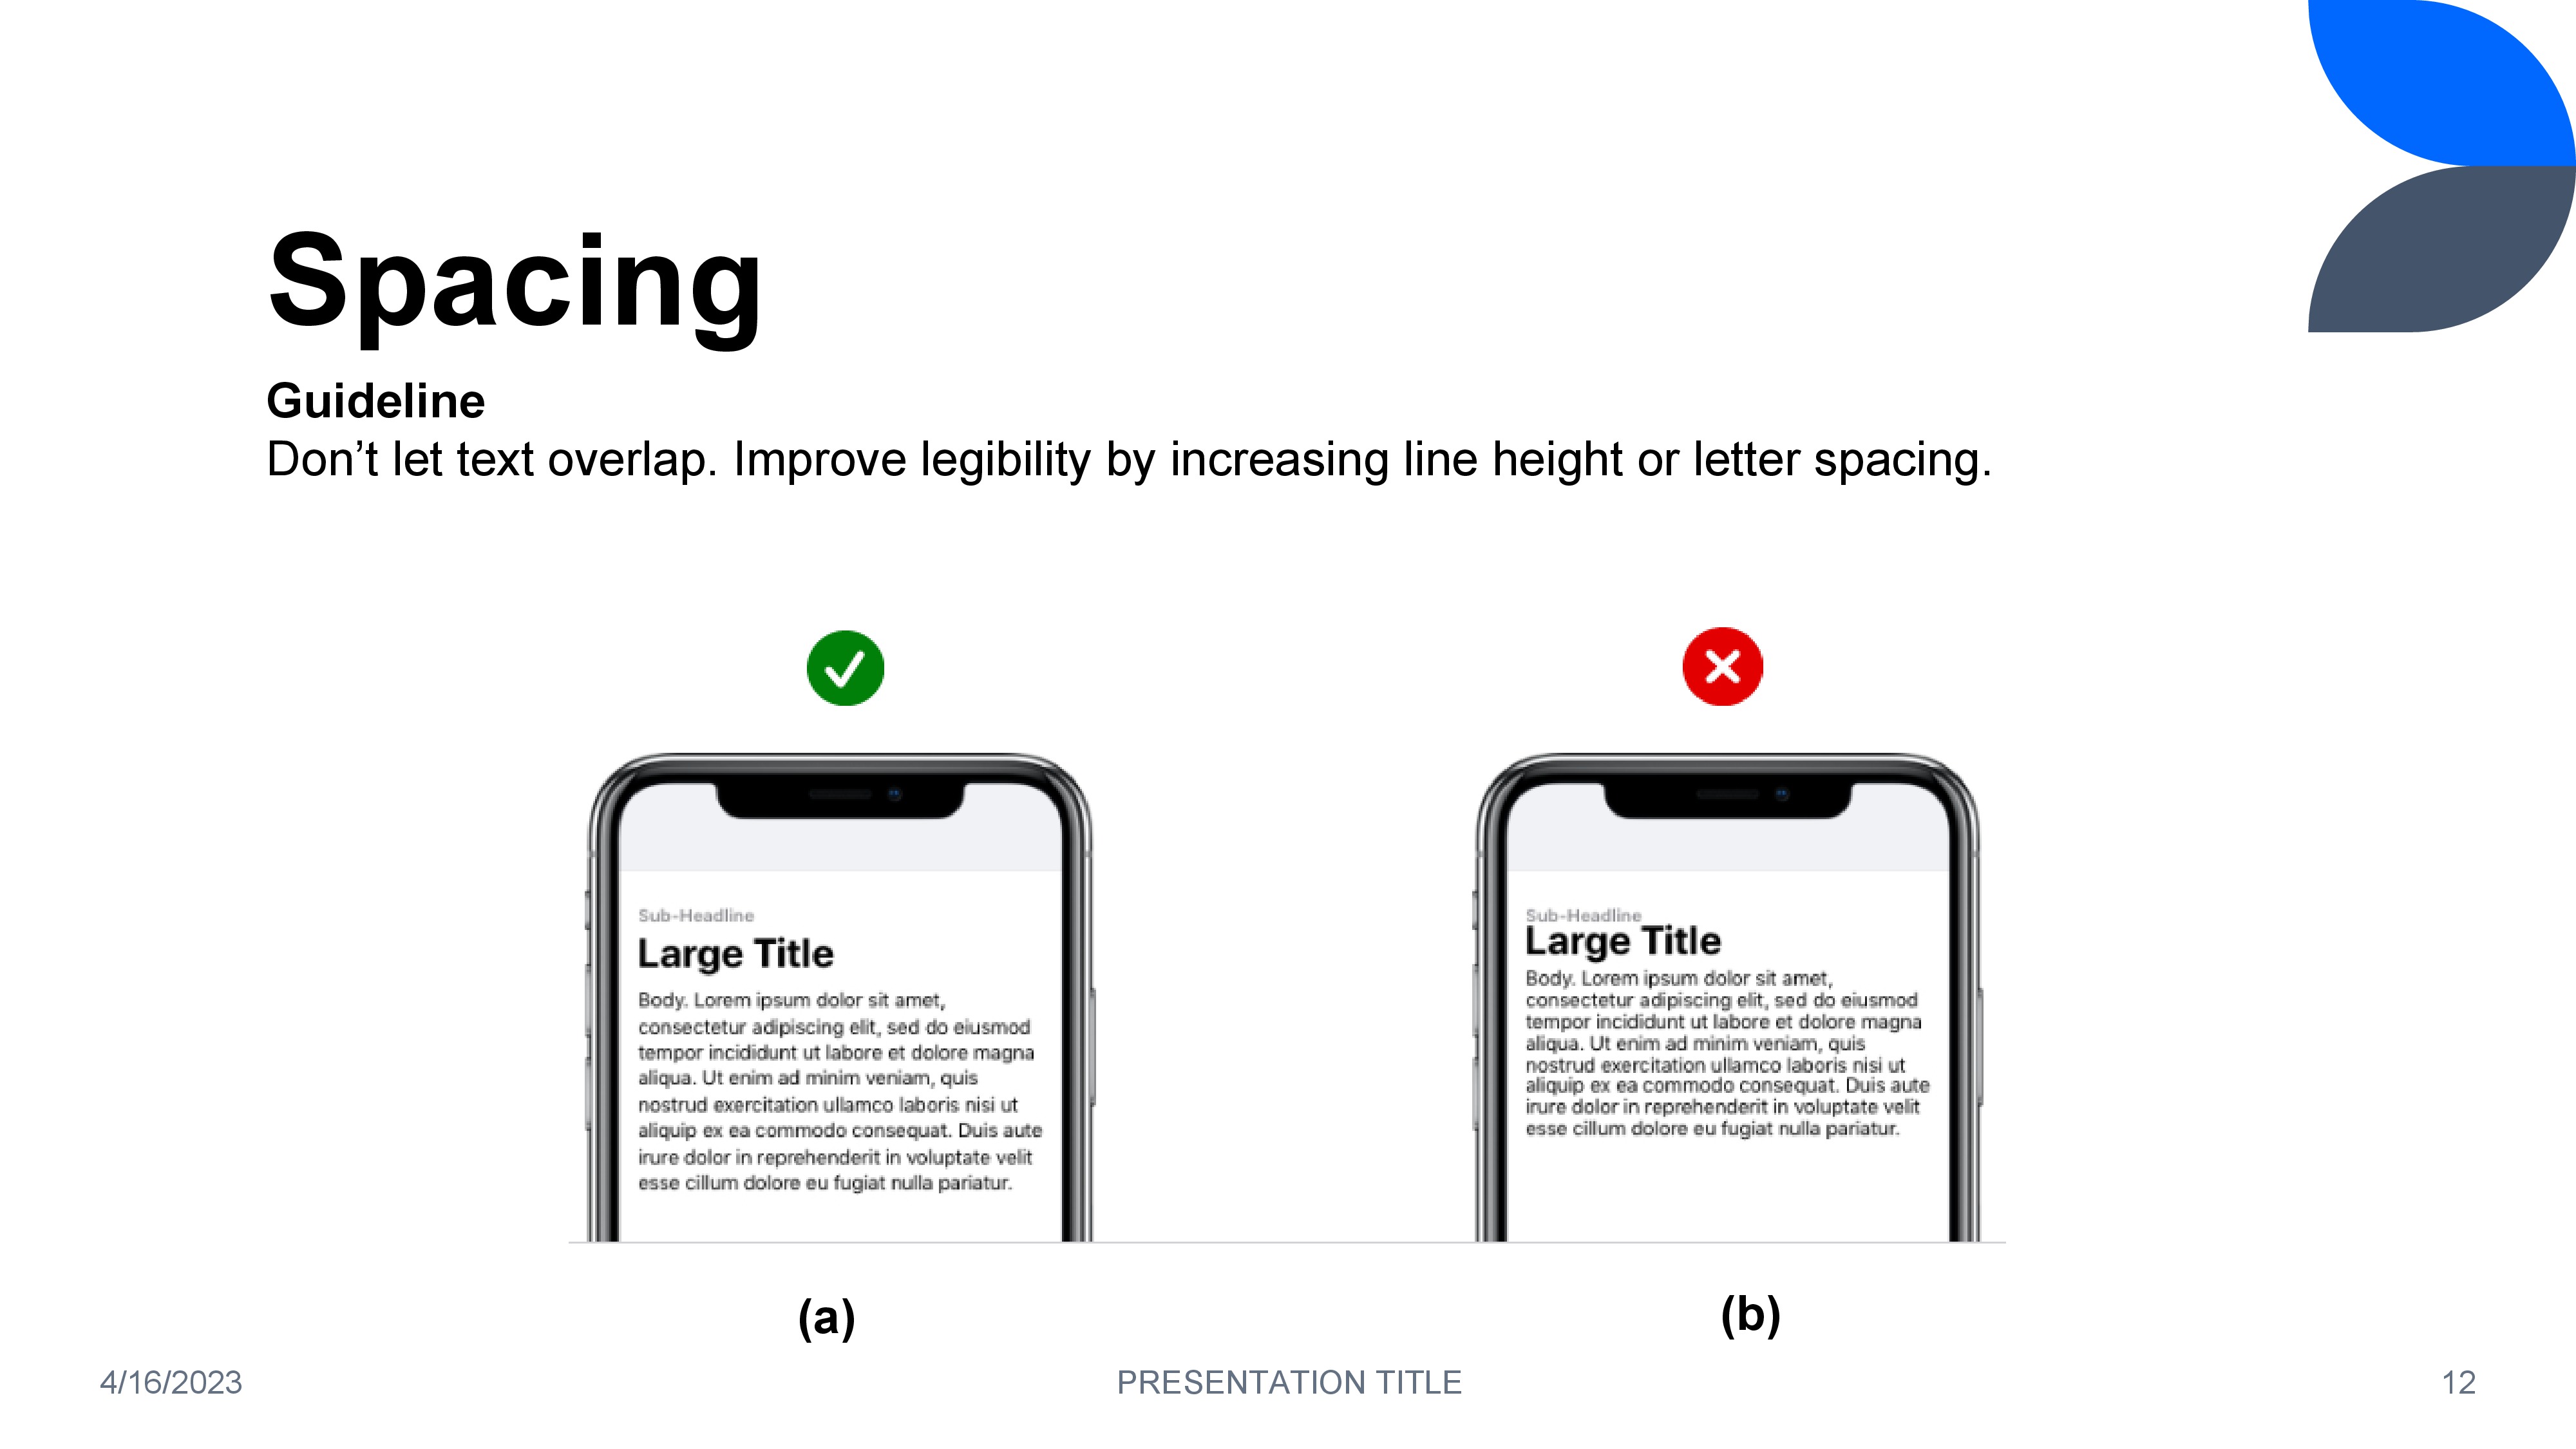 Spacing
Guideline
Don’t let text overlap. Improve legibility by increasing line height or letter spacing.
Sub-Headline
Large Title
Body. Lorem ipsum dolor sit amet,
consectetur adipiscing elit, sed do eiusmod
tempor incididunt ut labore et dolore magna
aliqua. Ut enim ad minim veniam, quis
nostrud exercitation ullamco laboris nisi ut
aliquip ex ea commodo consequat. Duis aute
irure dolor in reprehenderit in voluptate velit
esse cillum dolore eu fugiat nulla pariatur.
(a)
Sub-Headline
Large Title
Body. Lorem ipsum dolor sit amet,
consectetur adipiscing elit, sed do eiusmod
tempor incididunt ut labore et dolore magna
aliqua. Ut enim ad minim veniam, quis
nostrud exercitation ullamco laboris nisi ut
aliquip ex ea commodo consequat. Duis aute
irure dolor in reprehenderit in voluptate velit
esse cillum dolore eu fugiat nulla pariatur.
(b)
4/16/2023
PRESENTATION TITLE
12